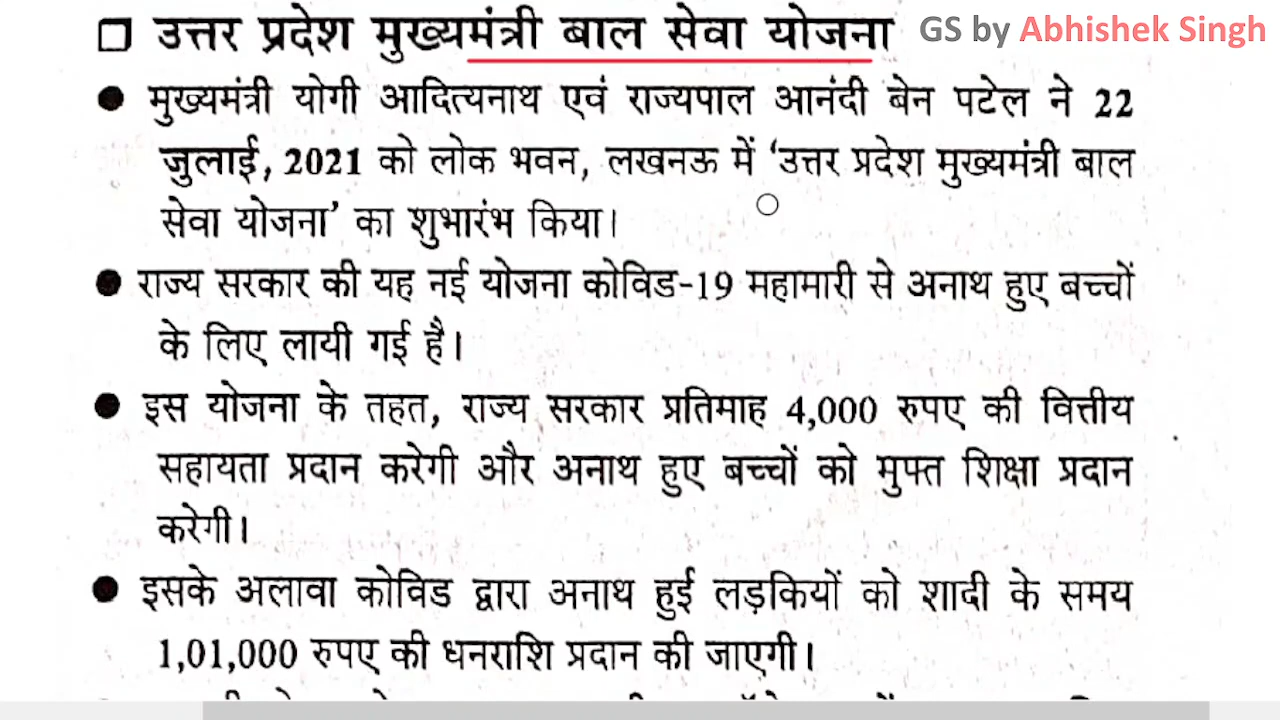 ❑ उत्तर प्रदेश मुख्यमंत्री बाल सेवा योजना
GS by Abhishek Singh
● मुख्यमंत्री योगी आदित्यनाथ एवं राज्यपाल आनंदी बेन पटेल ने 22
जुलाई, 2021 को लोक भवन, लखनऊ में ‘उत्तर प्रदेश मुख्यमंत्री बाल
सेवा योजना’ का शुभारंभ किया।
● राज्य सरकार की यह नई योजना कोविड-19 महामारी से अनाथ हुए बच्चों
के लिए लायी गई है।
● इस योजना के तहत, राज्य सरकार प्रतिमाह 4,000 रुपए की वित्तीय
सहायता प्रदान करेगी और अनाथ हुए बच्चों को मुफ्त शिक्षा प्रदान
करेगी।
● इसके अलावा कोविड द्वारा अनाथ हुई लड़कियों को शादी के समय
1,01,000 रुपए की धनराशि प्रदान की जाएगी।